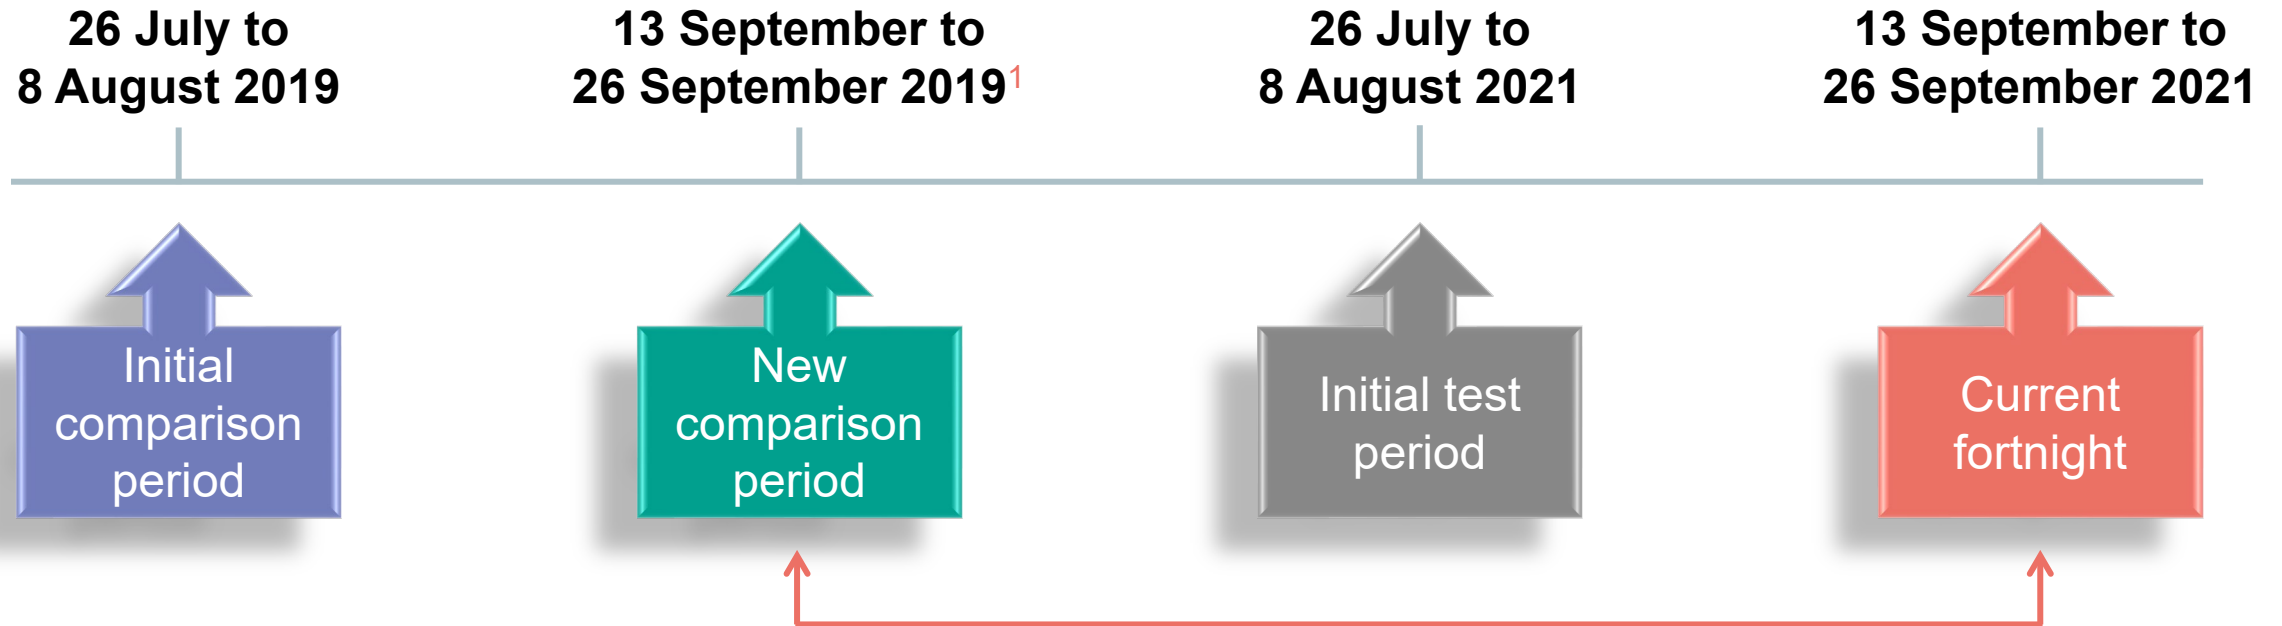 26 July to
8 August 2019
13 September to
26 September 2019¹
26 July to
8 August 2021
13 September to
26 September 2021
Initial
comparison
period
New
comparison
period
Initial test
period
Current
fortnight